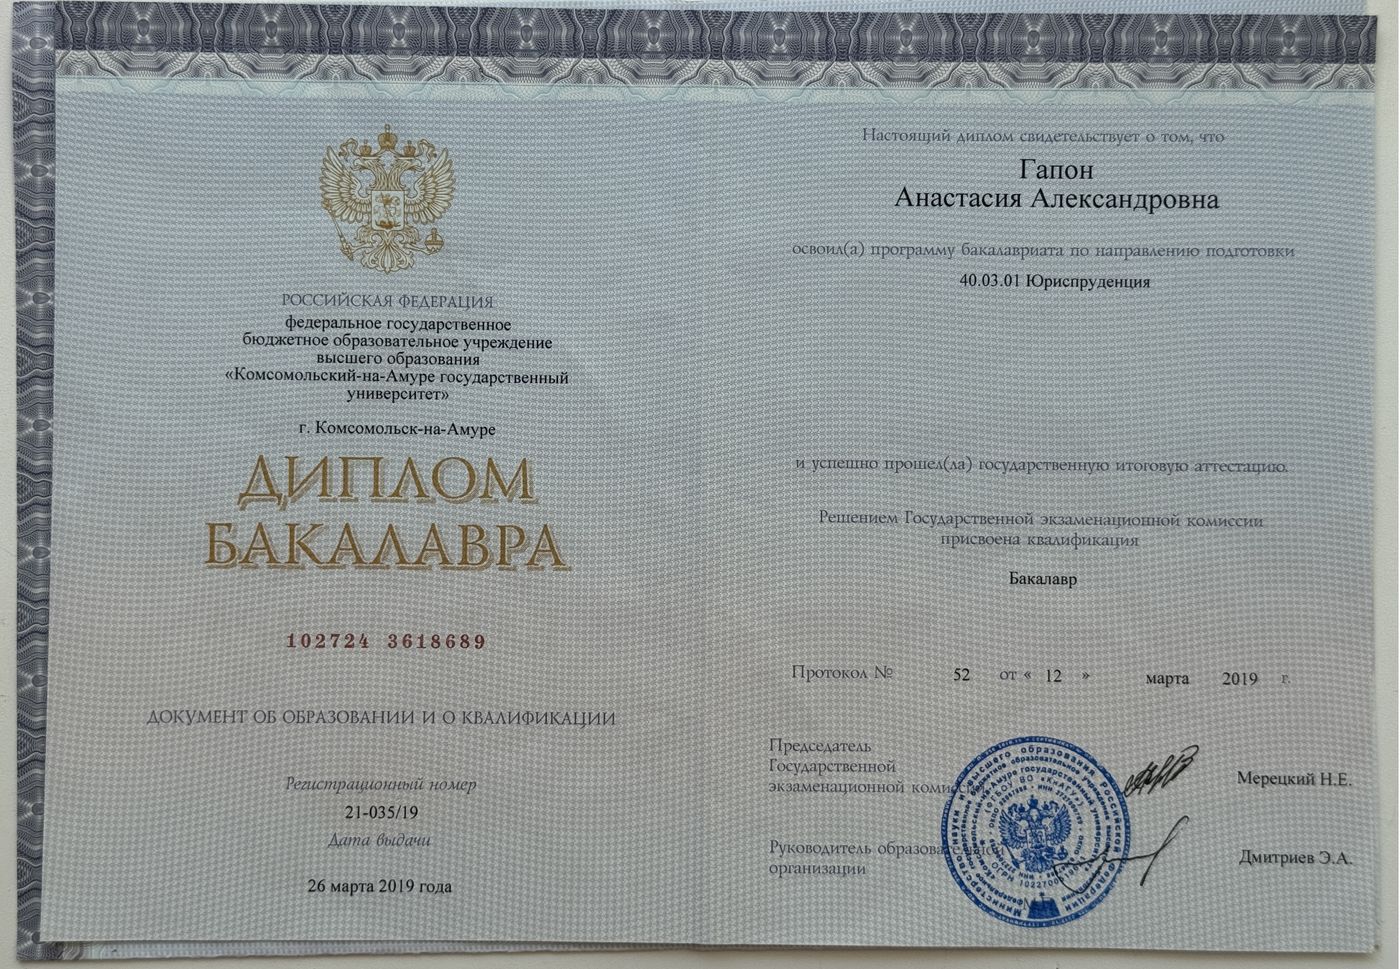 РОССИЙСКАЯ ФЕДЕРАЦИЯ
федеральное государственное
бюджетное образовательное учреждение
высшего образования
«Комсомольский-на-Амуре государственный
университет»
г. Комсомольск-на-Амуре
ДИПЛОМ
БАКАЛАВРА
102724 3618689
ДОКУМЕНТ ОБ ОБРАЗОВАНИИ И О КВАЛИФИКАЦИИ
Регистрационный номер
21-035/19
Дата выдачи
26 марта 2019 года
Настоящий диплом свидетельствует о том, что
Гапон
Анастасия Александровна
освоил(а) программу бакалавриата по направлению подготовки
40.03.01 Юриспруденция
и успешно прошел(ла) государственную итоговую аттестацию.
Решением Государственной экзаменационной комиссии
присвоена квалификация
Бакалавр
Протокол № 52 от « 12 » марта 2019 г.
Председатель
Государственной
экзаменационной комиссии
Мерецкий Н.Е.
Руководитель образовательной
организации
Дмитриев Э.А.